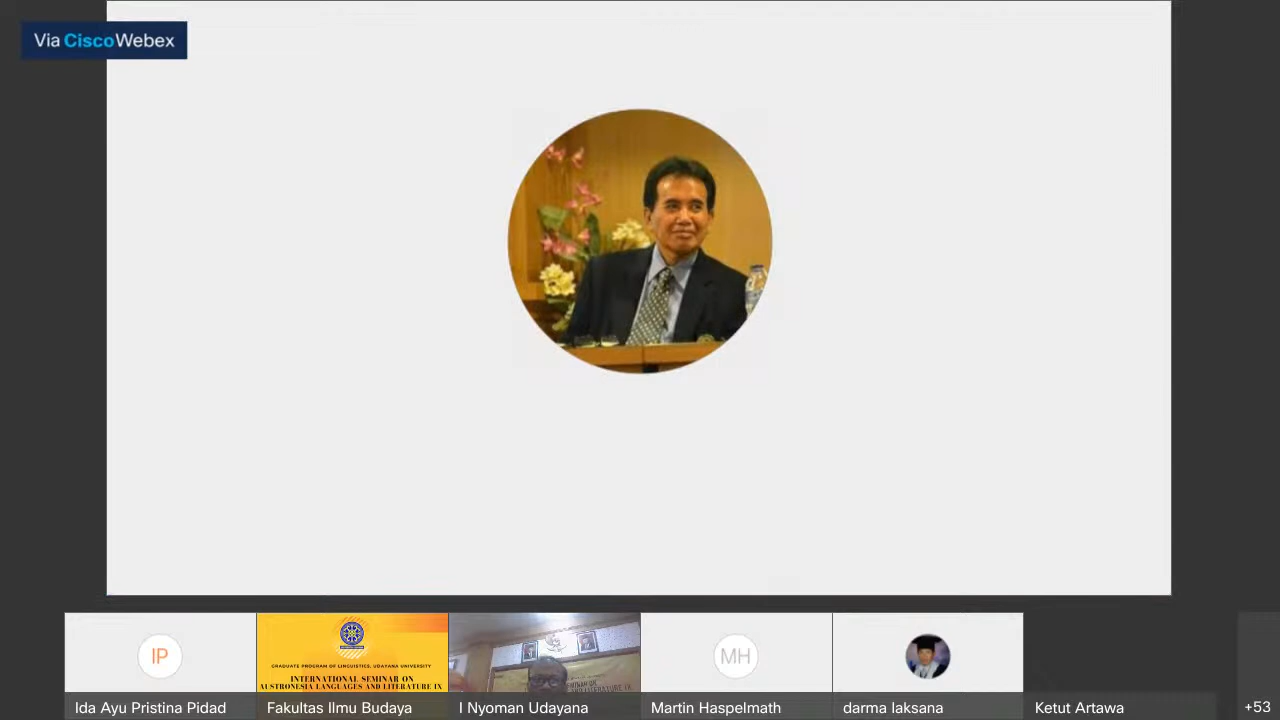 Via CiscoWebex
IP
MH
GRADUATE PROGRAM OF LINGUISTICS, UDAYANA UNIVERSITY
INTERNATIONAL SEMINAR ON
AUSTRONESIA LANGUAGES AND LITERATURE IX
Ida Ayu Pristina Pidad
Fakultas Ilmu Budaya
I Nyoman Udayana
Martin Haspelmath
darma laksana
Ketut Artawa
+53